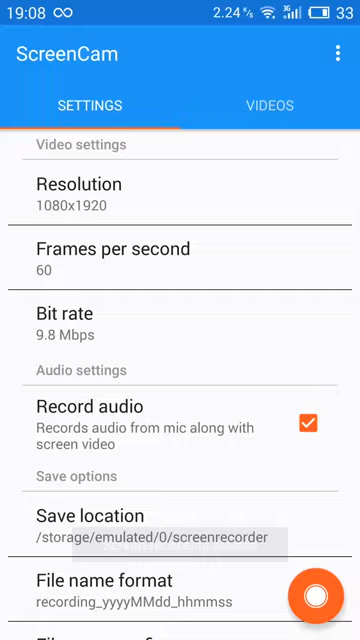 19:08 2.24 K/s 3G 33
ScreenCam
SETTINGS VIDEOS
Video settings
Resolution
1080x1920
Frames per second
60
Bit rate
9.8 Mbps
Audio settings
Record audio
Records audio from mic along with
screen video
Save options
Save location
/storage/emulated/0/screenrecorder
File name format
recording_yyyyMMdd_hhmmss